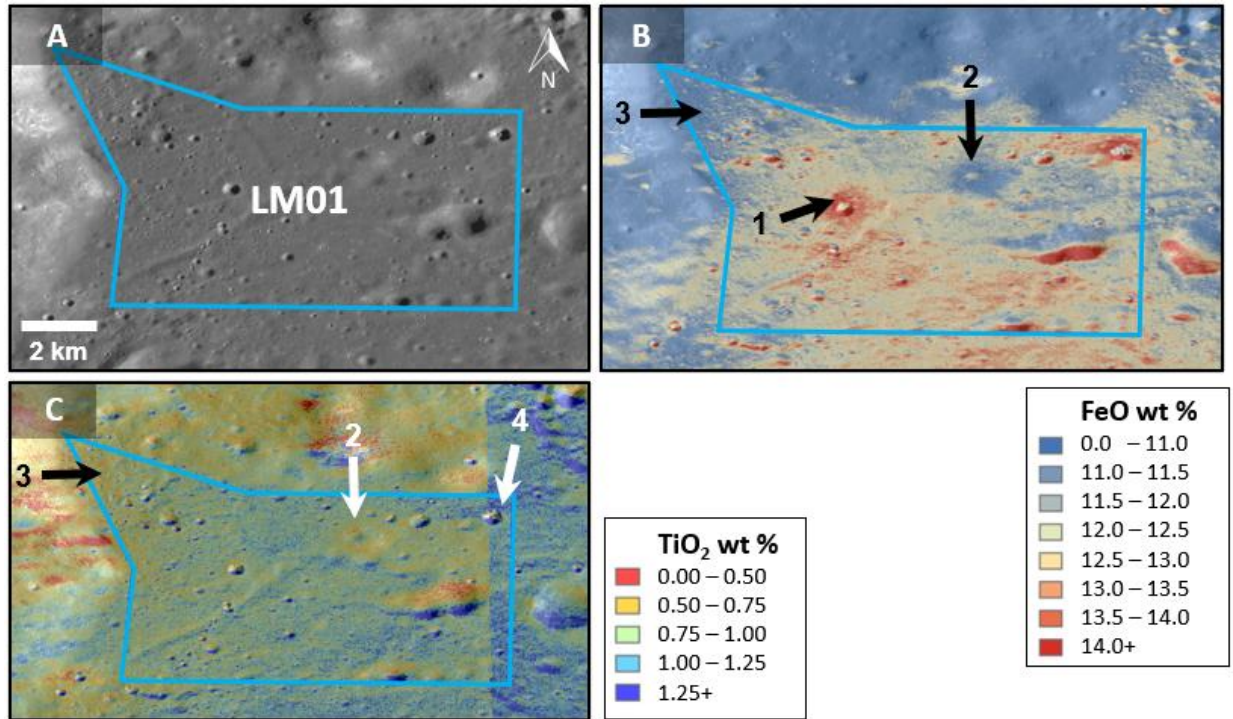 A
N
LM01
2 km
B
2
3
1
C
2
4
3
TiO₂ wt %
0.00 – 0.50
0.50 – 0.75
0.75 – 1.00
1.00 – 1.25
1.25+
FeO wt %
0.0 – 11.0
11.0 – 11.5
11.5 – 12.0
12.0 – 12.5
12.5 – 13.0
13.0 – 13.5
13.5 – 14.0
14.0+